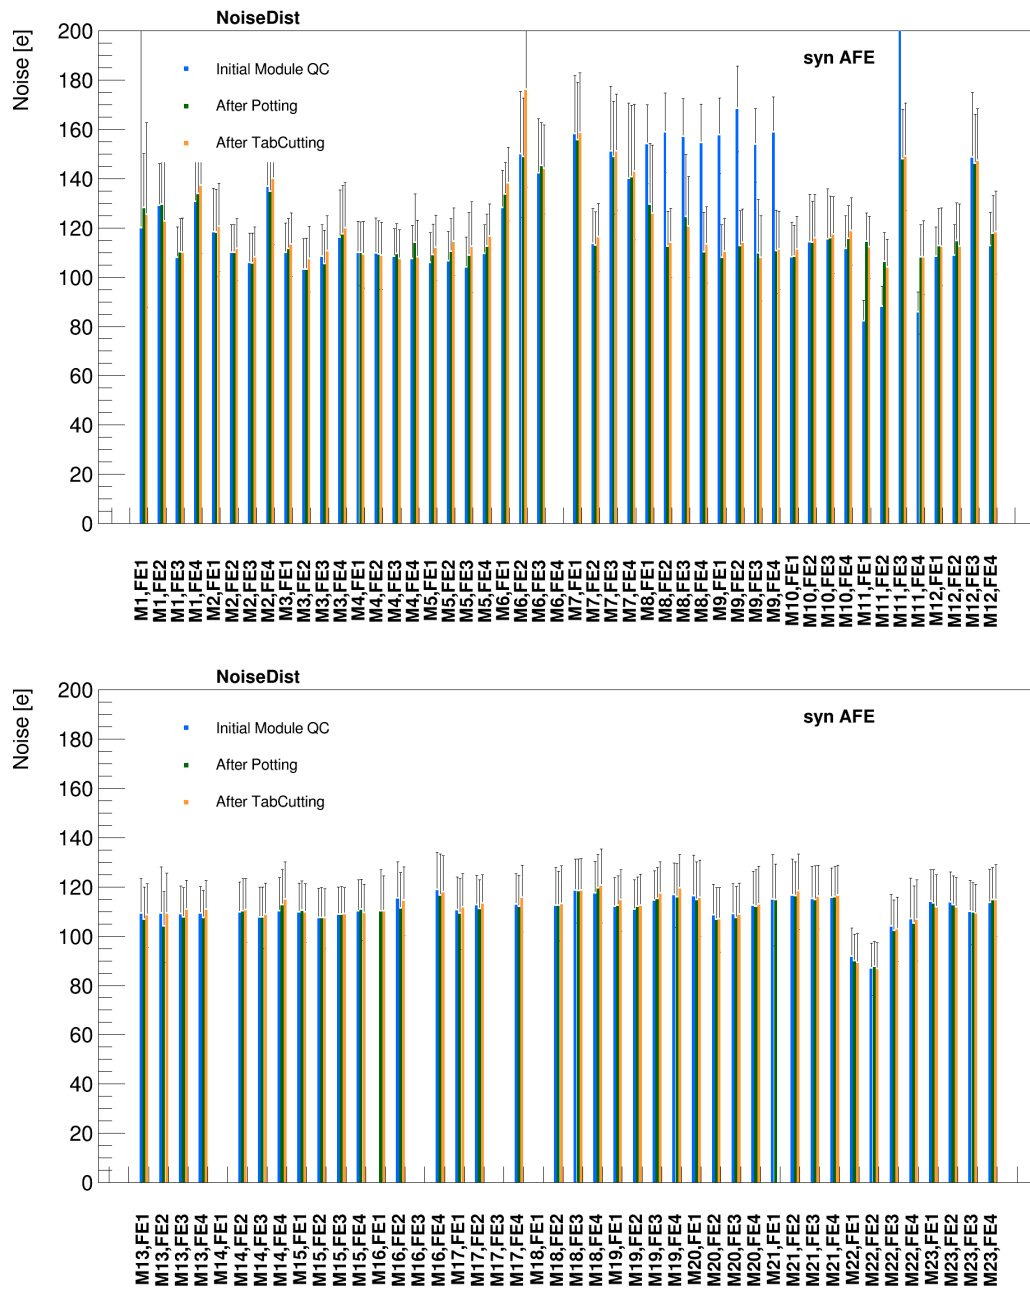 NoiseDist
Noise [e]
syn AFE
Initial Module QC
After Potting
After TabCutting
200
180
160
140
120
100
80
60
40
20
0
M1,FE1
M1,FE2
M1,FE3
M1,FE4
M2,FE1
M2,FE2
M2,FE3
M2,FE4
M3,FE1
M3,FE2
M3,FE3
M3,FE4
M4,FE1
M4,FE2
M4,FE3
M4,FE4
M5,FE1
M5,FE2
M5,FE3
M5,FE4
M6,FE1
M6,FE2
M6,FE3
M6,FE4
M7,FE1
M7,FE2
M7,FE3
M7,FE4
M8,FE1
M8,FE2
M8,FE3
M8,FE4
M9,FE1
M9,FE2
M9,FE3
M9,FE4
M10,FE1
M10,FE2
M10,FE3
M10,FE4
M11,FE1
M11,FE2
M11,FE3
M11,FE4
M12,FE1
M12,FE2
M12,FE3
M12,FE4
NoiseDist
Noise [e]
syn AFE
Initial Module QC
After Potting
After TabCutting
200
180
160
140
120
100
80
60
40
20
0
M13,FE1
M13,FE2
M13,FE3
M13,FE4
M14,FE1
M14,FE2
M14,FE3
M14,FE4
M15,FE1
M15,FE2
M15,FE3
M15,FE4
M16,FE1
M16,FE2
M16,FE3
M16,FE4
M17,FE1
M17,FE2
M17,FE3
M17,FE4
M18,FE1
M18,FE2
M18,FE3
M18,FE4
M19,FE1
M19,FE2
M19,FE3
M19,FE4
M20,FE1
M20,FE2
M20,FE3
M20,FE4
M21,FE1
M21,FE2
M21,FE3
M21,FE4
M22,FE1
M22,FE2
M22,FE3
M22,FE4
M23,FE1
M23,FE2
M23,FE3
M23,FE4